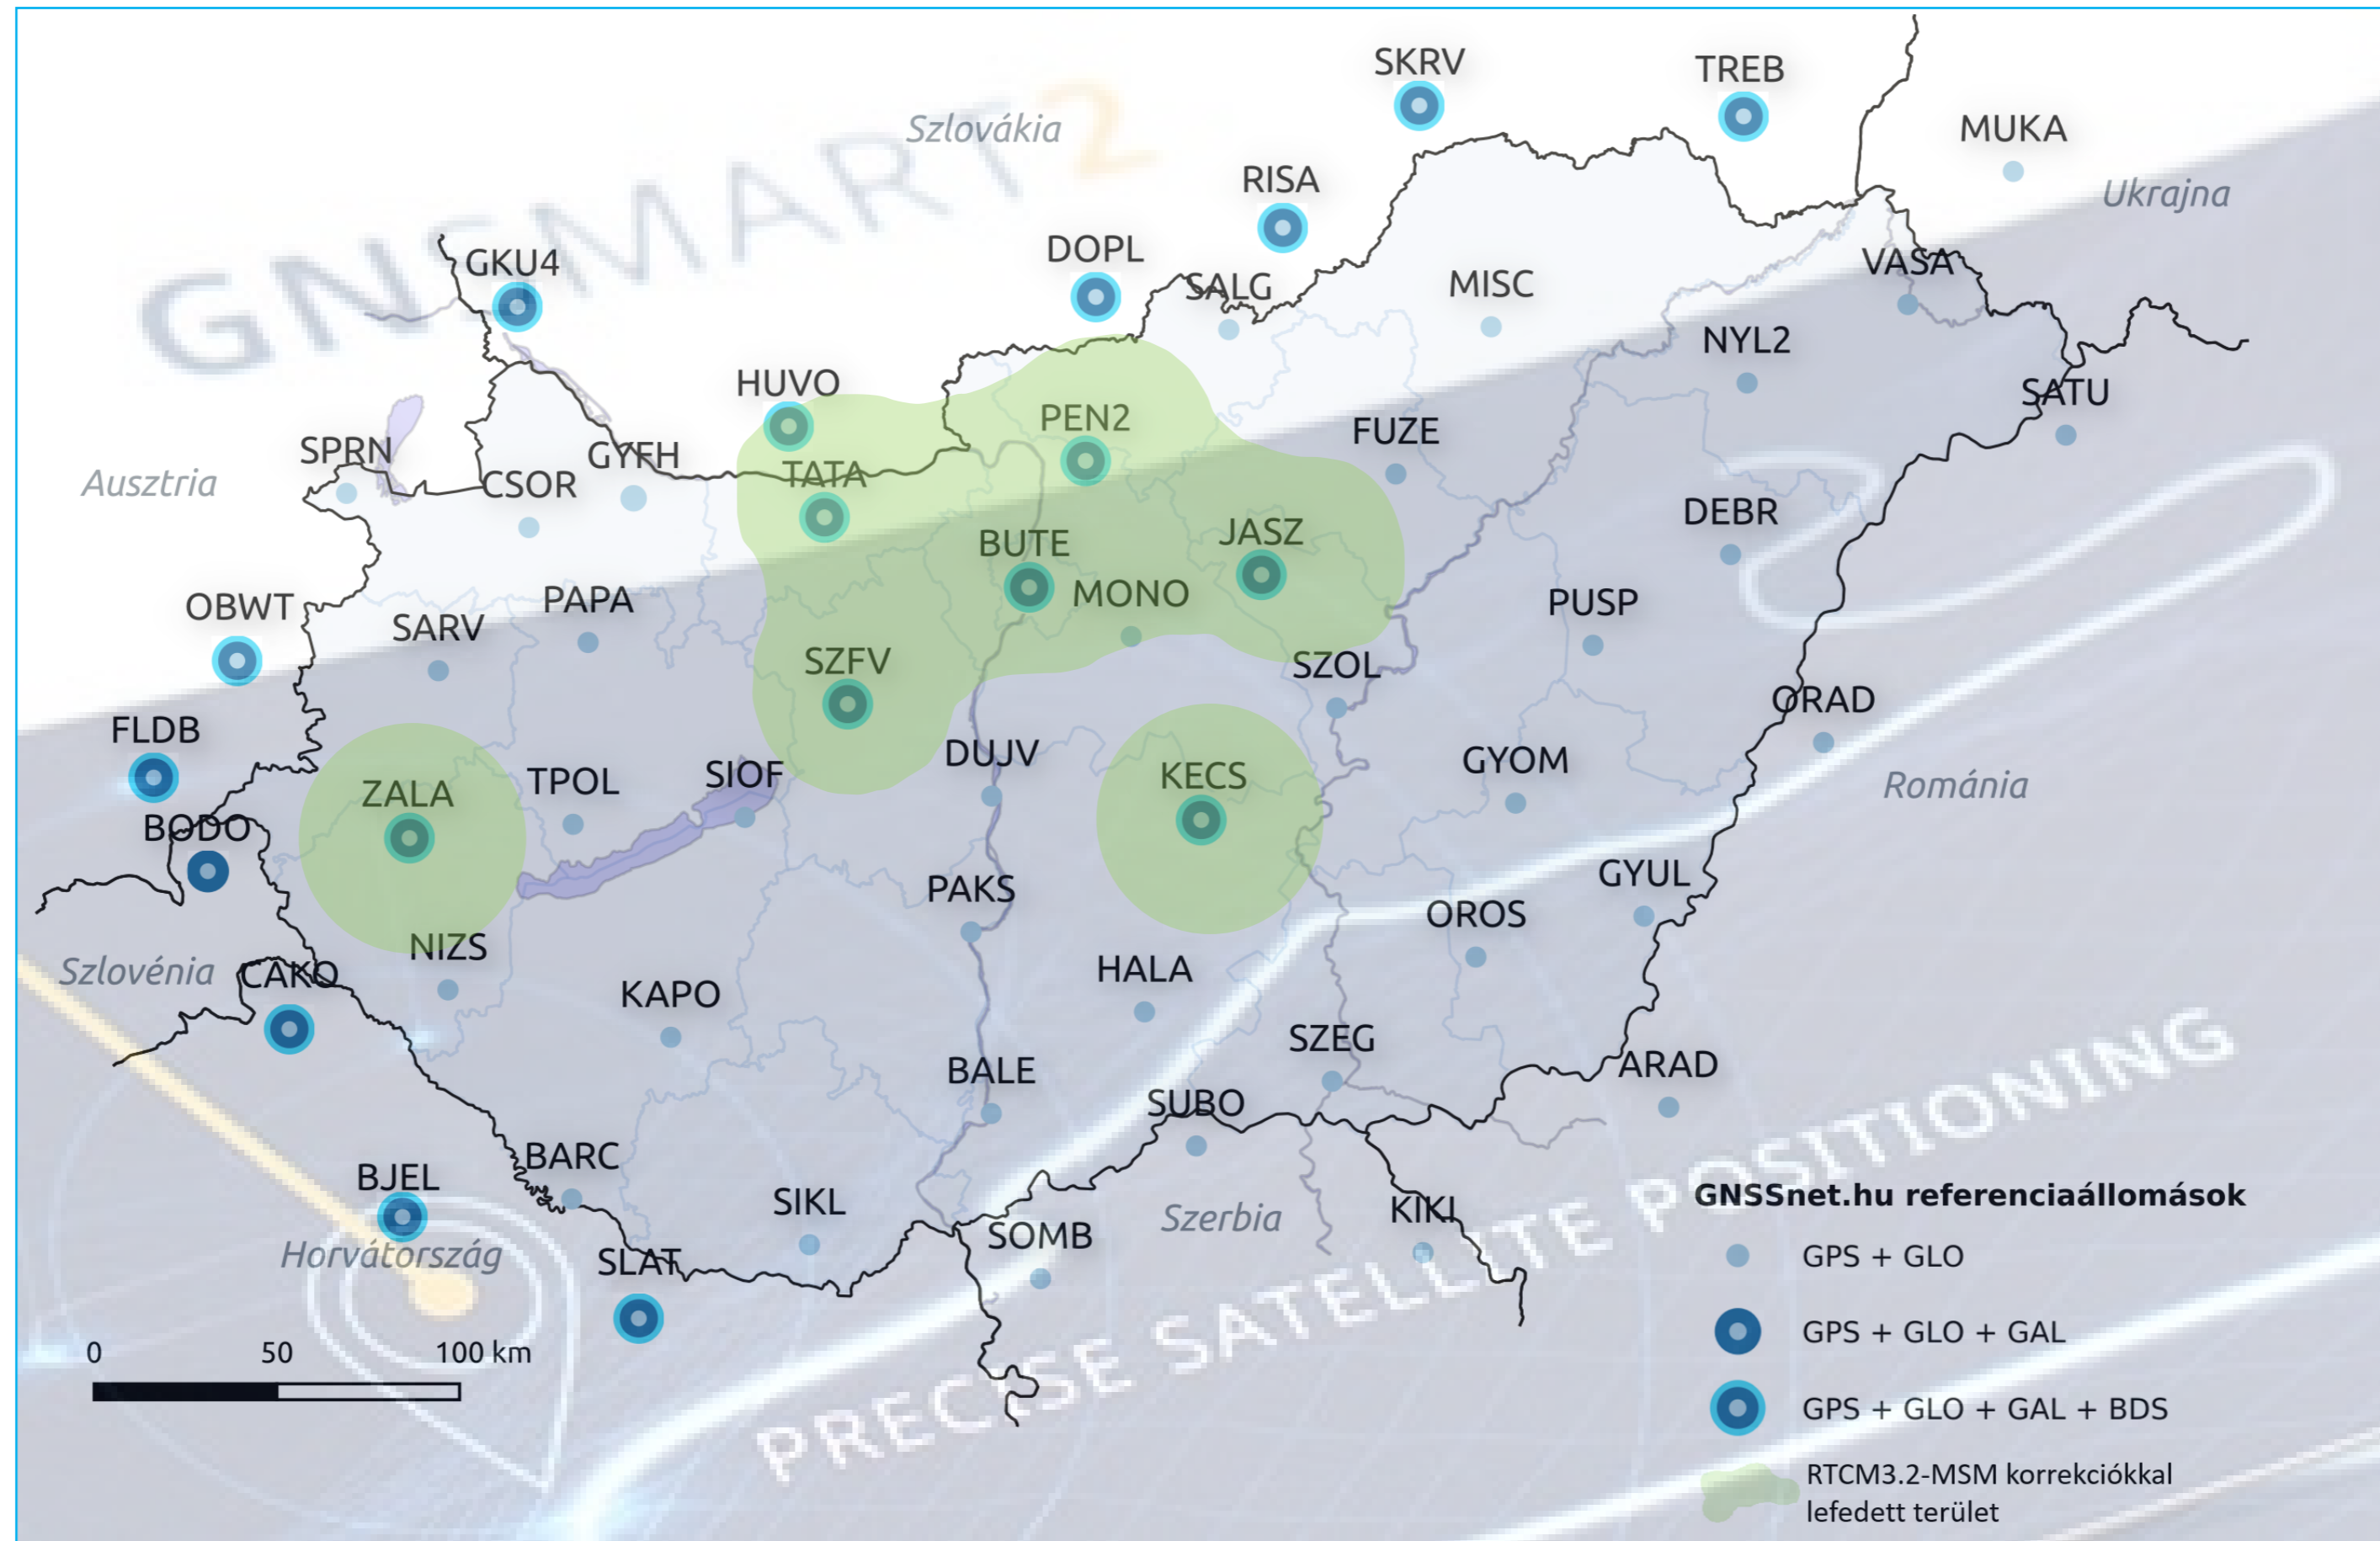 SKRV
TREB
GNSMART2
Szlovákia
MUKA
RISA
Ukrajna
DOPL
GKU4
SALG
MISC
VASA
NYL2
HUVO
SATU
PEN2
FUZE
SPRN
GYFH
TATA
Ausztria
CSOR
DEBR
JASZ
BUTE
MONO
PAPA
PUSP
OBWT
SARV
SZFV
SZOL
ORAD
FLDB
DUJV
GYOM
SIOF
KECS
TPOL
Románia
ZALA
BODO
GYUL
PAKS
OROS
NIZS
Szlovénia
CAKO
HALA
KAPO
SZEG
ARAD
BALE
SUBO
PRECISE SATELLITE POSITIONING
BARC
BJEL
SIKL
KIKI
Szerbia
SOMB
Horvátország
SLAT
0 50 100 km
GNSSnet.hu referenciaállomások
GPS + GLO
GPS + GLO + GAL
GPS + GLO + GAL + BDS
RTCM3.2-MSM korrekciókkal
lefedett terület